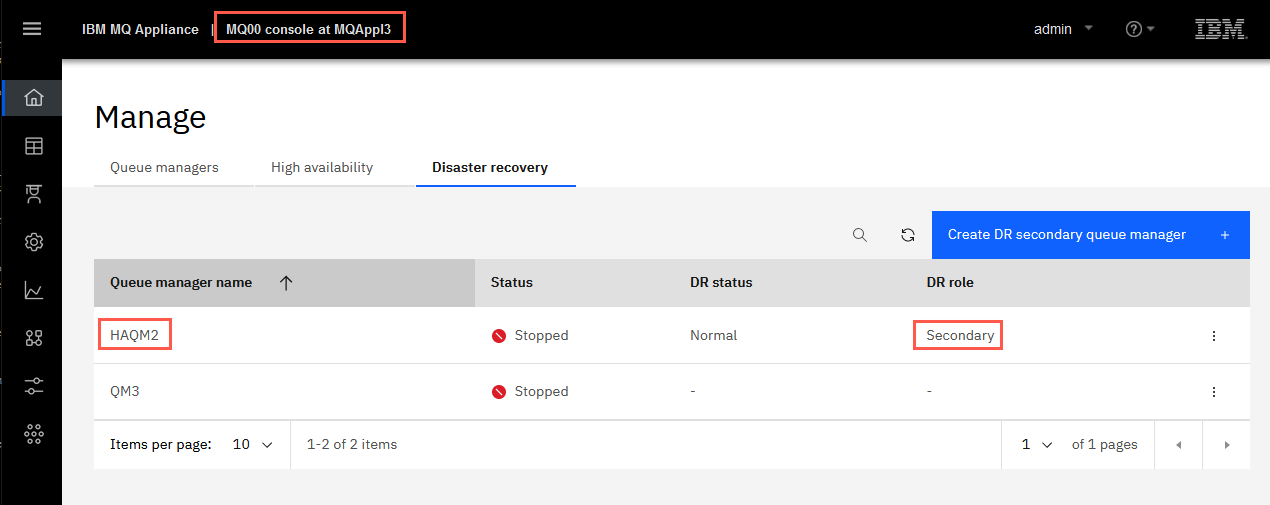 IBM MQ Appliance | MQ00 console at MQAppl3 admin IBM
Manage
Queue managers High availability Disaster recovery
Create DR secondary queue manager +
Queue manager name Status DR status DR role
HAQM2 Stopped Normal Secondary
QM3 Stopped - -
Items per page: 10 1-2 of 2 items 1 of 1 pages